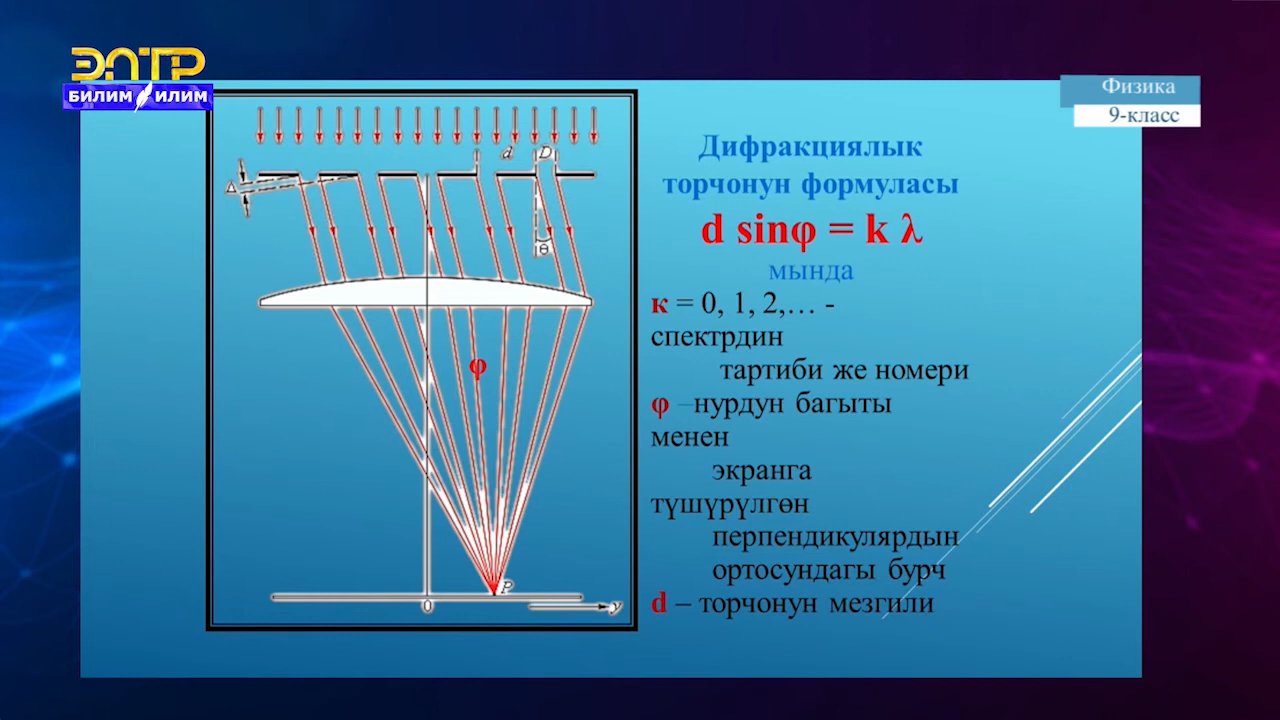 ЭЛТР
БИЛИМ ИЛИМ
Физика
9-класс
d
D
Δ
θ
φ
P
0
y
Дифракциялык
торчонун формуласы
d sinφ = k λ
мында
к = 0, 1, 2,… -
спектрдин
тартиби же номери
φ –нурдун багыты
менен
экранга
түшүрүлгөн
перпендикулярдын
ортосундагы бурч
d – торчонун мезгили